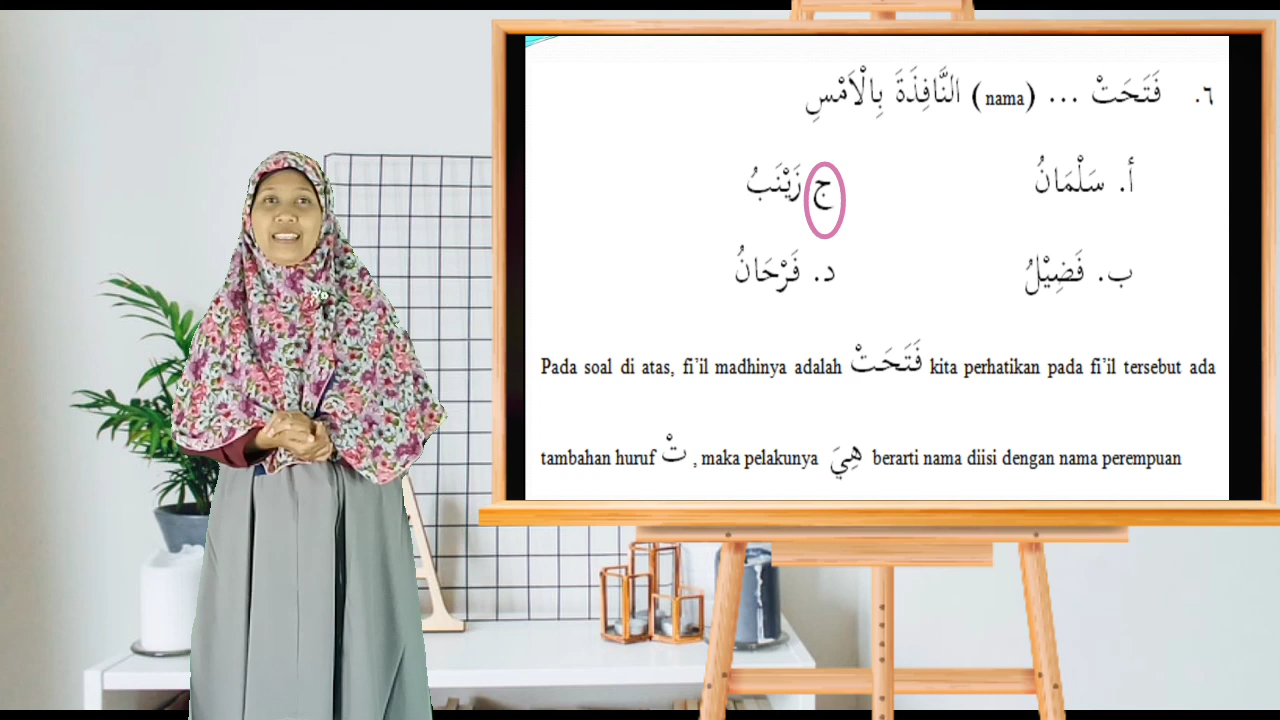 ٦. فَتَحَتْ ... (nama) النَّافِذَةَ بِالْاَمْسِ
أ. سَلْمَانُ ج زَيْنَبُ
ب. فَضِيْلُ د. فَرْحَانُ
Pada soal di atas, fi’il madhinya adalah فَتَحَتْ kita perhatikan pada fi’il tersebut ada
tambahan huruf تْ , maka pelakunya هِيَ berarti nama diisi dengan nama perempuan